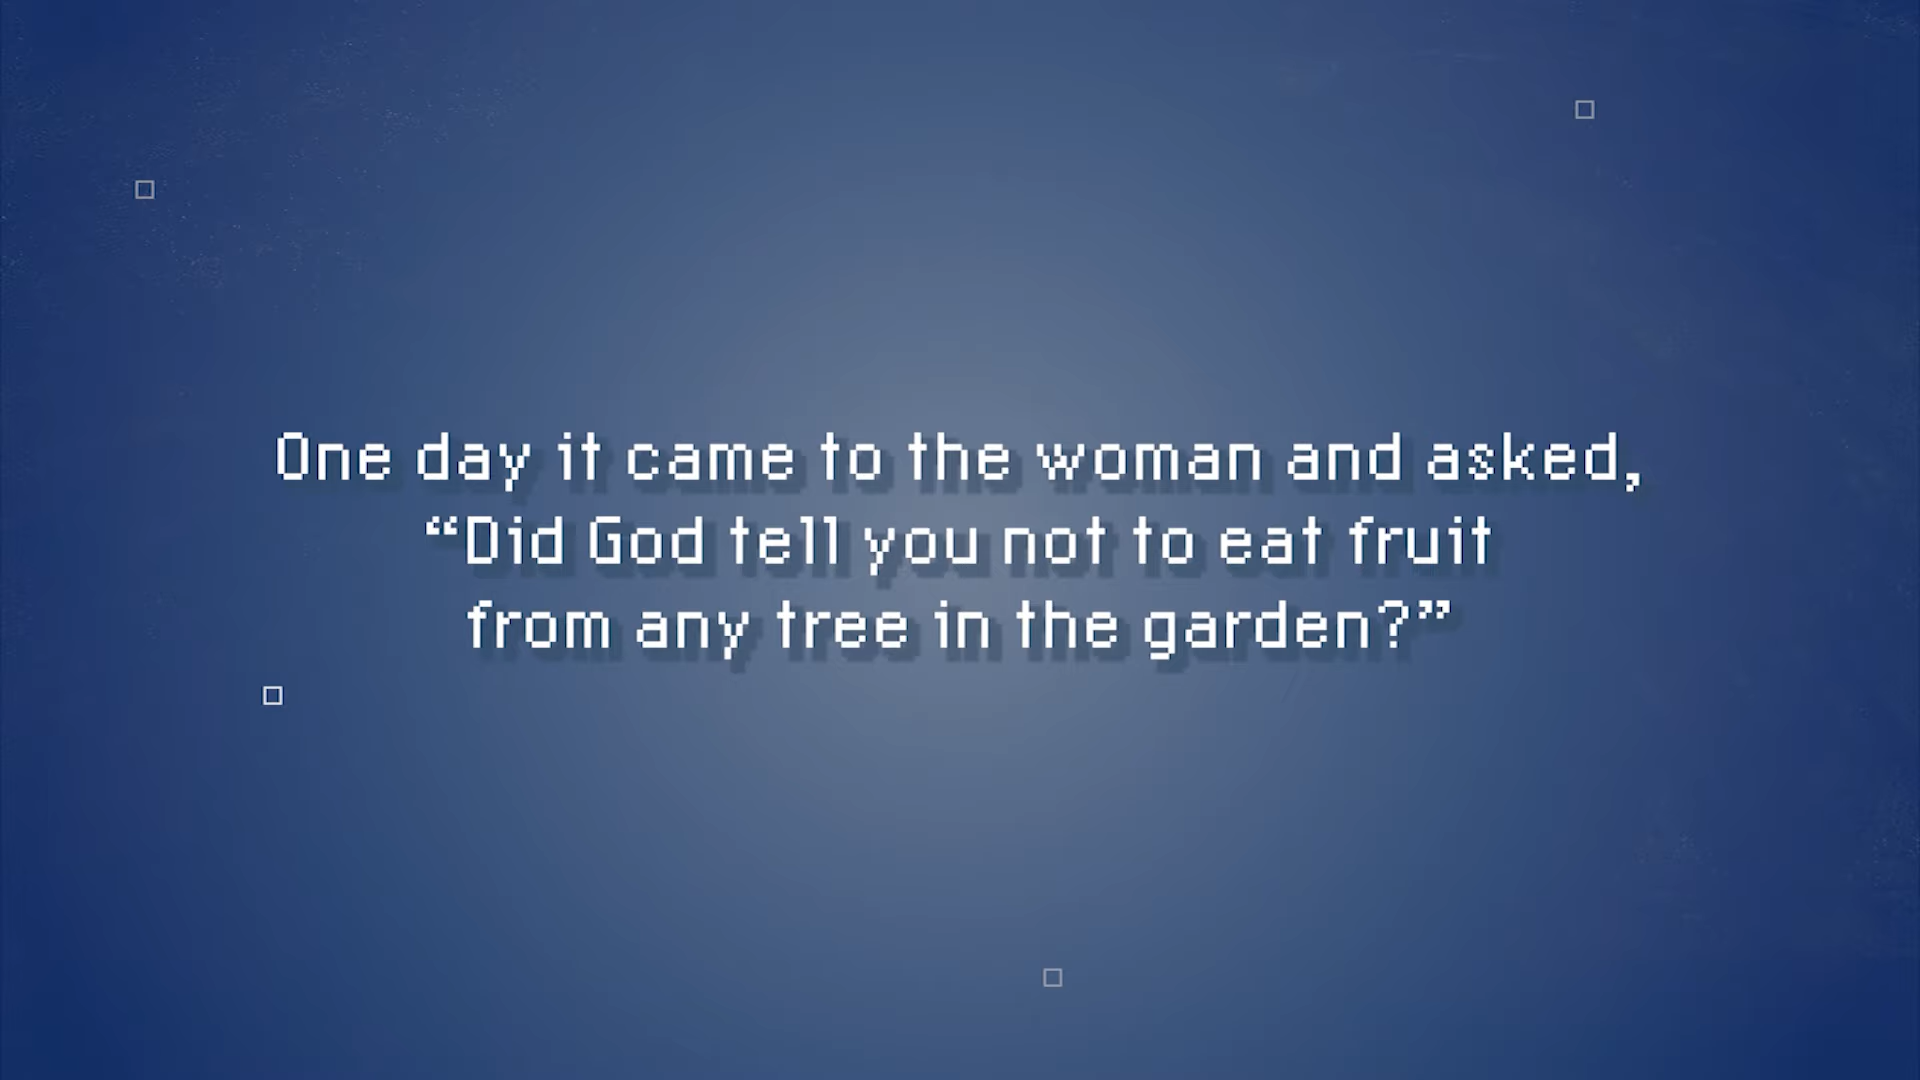 One day it came to the woman and asked,
“Did God tell you not to eat fruit
from any tree in the garden?”